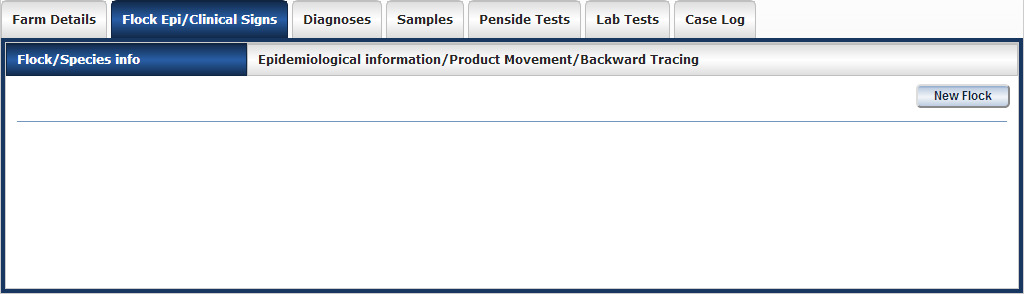 Farm Details Flock Epi/Clinical Signs Diagnoses Samples Penside Tests Lab Tests Case Log
Flock/Species info Epidemiological information/Product Movement/Backward Tracing
New Flock